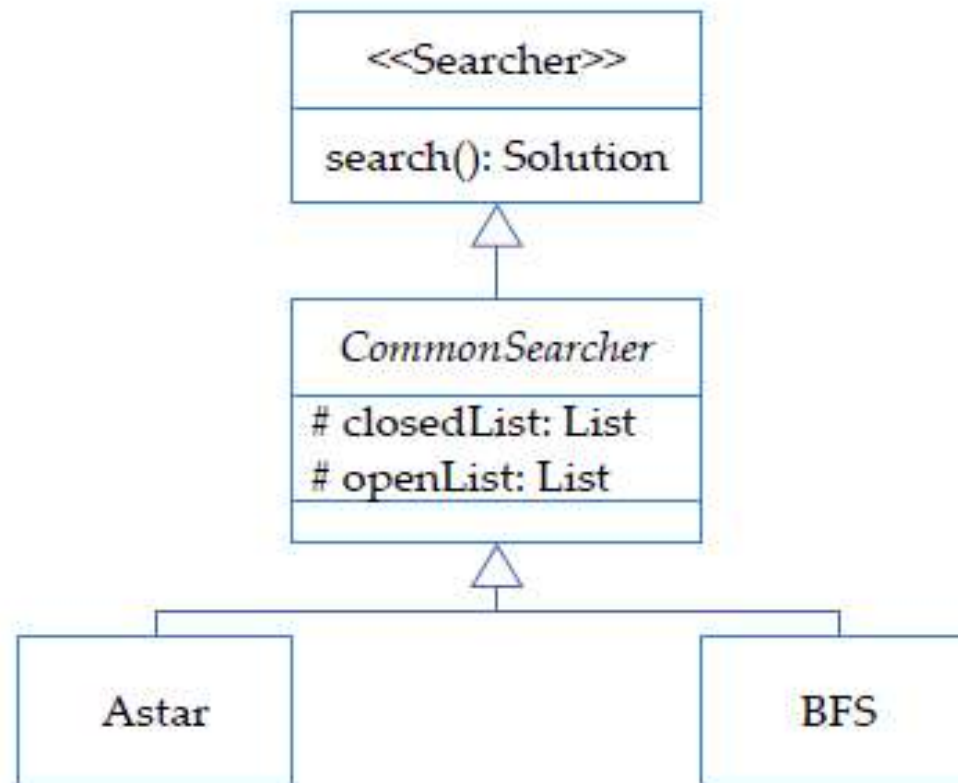 <<Searcher>>
search(): Solution
CommonSearcher
# closedList: List
# openList: List
Astar
BFS